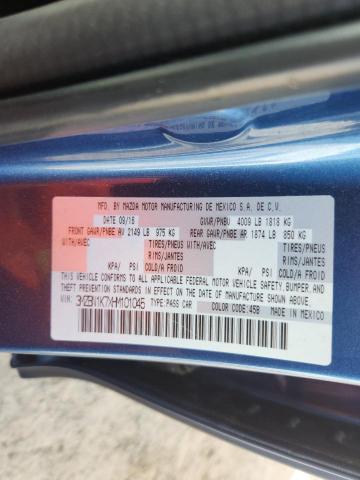 MFG. BY MAZDA MOTOR MANUFACTURING DE MEXICO S.A. DE C.V.
DATE 09/16 GVWR/PNBV 4009 LB 1818 KG
FRONT GAWR/PNBE AV 2149 LB 975 KG REAR GAWR/PNBE AR 1874 LB 850 KG
WITH/AVEC TIRES/PNEUS WITH/AVEC TIRES/PNEUS
RIMS/JANTES RIMS/JANTES
KPA/ PSI COLD/A FROID KPA/ PSI COLD/A FROID
THIS VEHICLE CONFORMS TO ALL APPLICABLE FEDERAL MOTOR VEHICLE SAFETY, BUMPER, AND
THEFT PREVENTION STANDARDS IN EFFECT ON THE DATE OF MANUFACTURE SHOWN ABOVE.
VIN: 3MZBN1K7XHM101045 TYPE:PASS CAR COLOR CODE:45B
MADE IN MEXICO